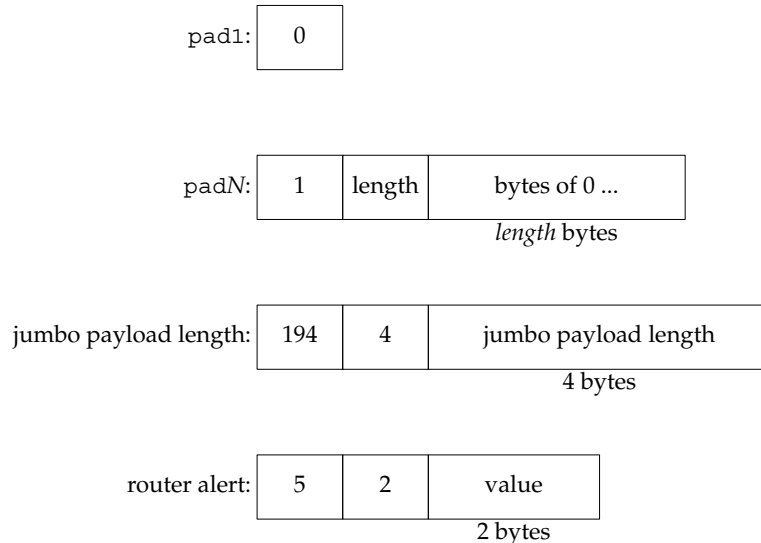 pad1: 0
padN: 1 length bytes of 0 ...
length bytes
jumbo payload length: 194 4 jumbo payload length
4 bytes
router alert: 5 2 value
2 bytes